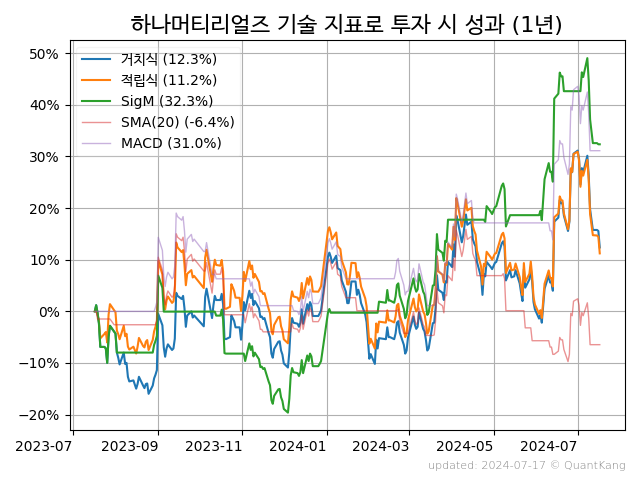 하나머티리얼즈 기술 지표로 투자 시 성과 (1년)
50%
40%
30%
20%
10%
0%
−10%
−20%
거치식 (12.3%)
적립식 (11.2%)
SigM (32.3%)
SMA(20) (-6.4%)
MACD (31.0%)
2023-07 2023-09 2023-11 2024-01 2024-03 2024-05 2024-07
updated: 2024-07-17 © QuantKang